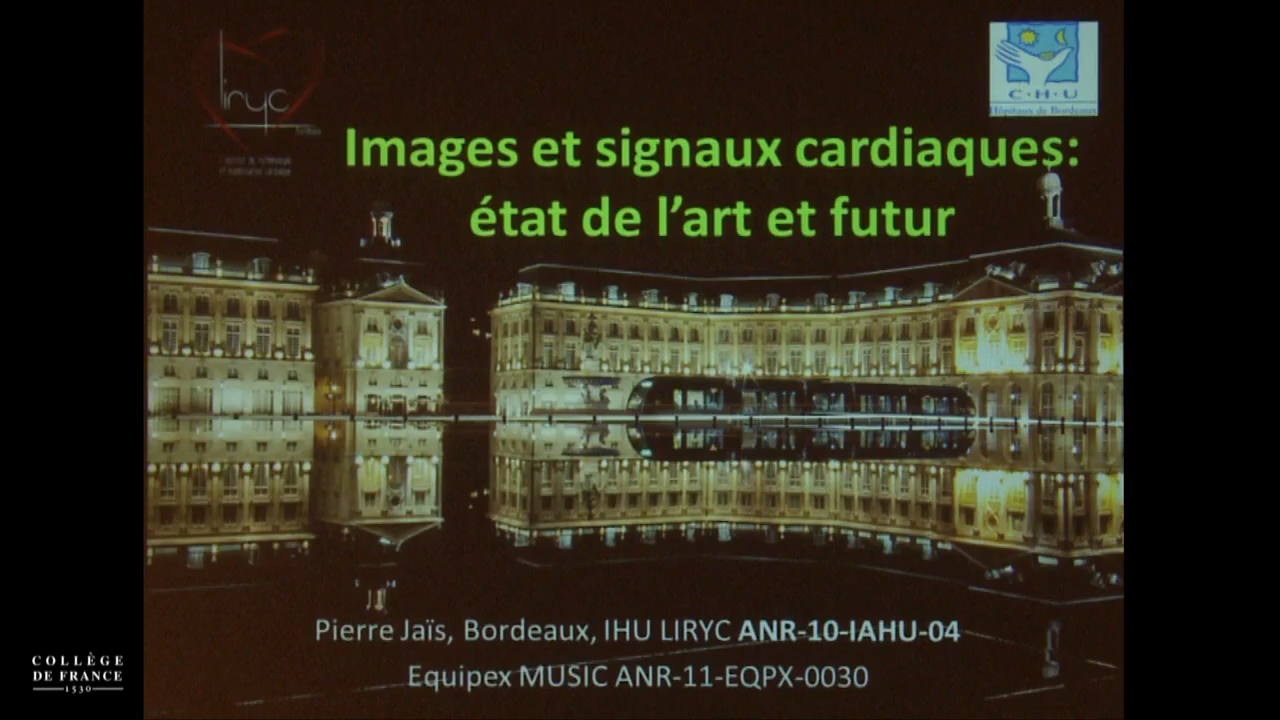 liryc
C·H·U
Hôpitaux de Bordeaux
Images et signaux cardiaques:
état de l'art et futur
Pierre Jaïs, Bordeaux, IHU LIRYC ANR-10-IAHU-04
Equipex MUSIC ANR-11-EQPX-0030
COLLÈGE
DE FRANCE
1530